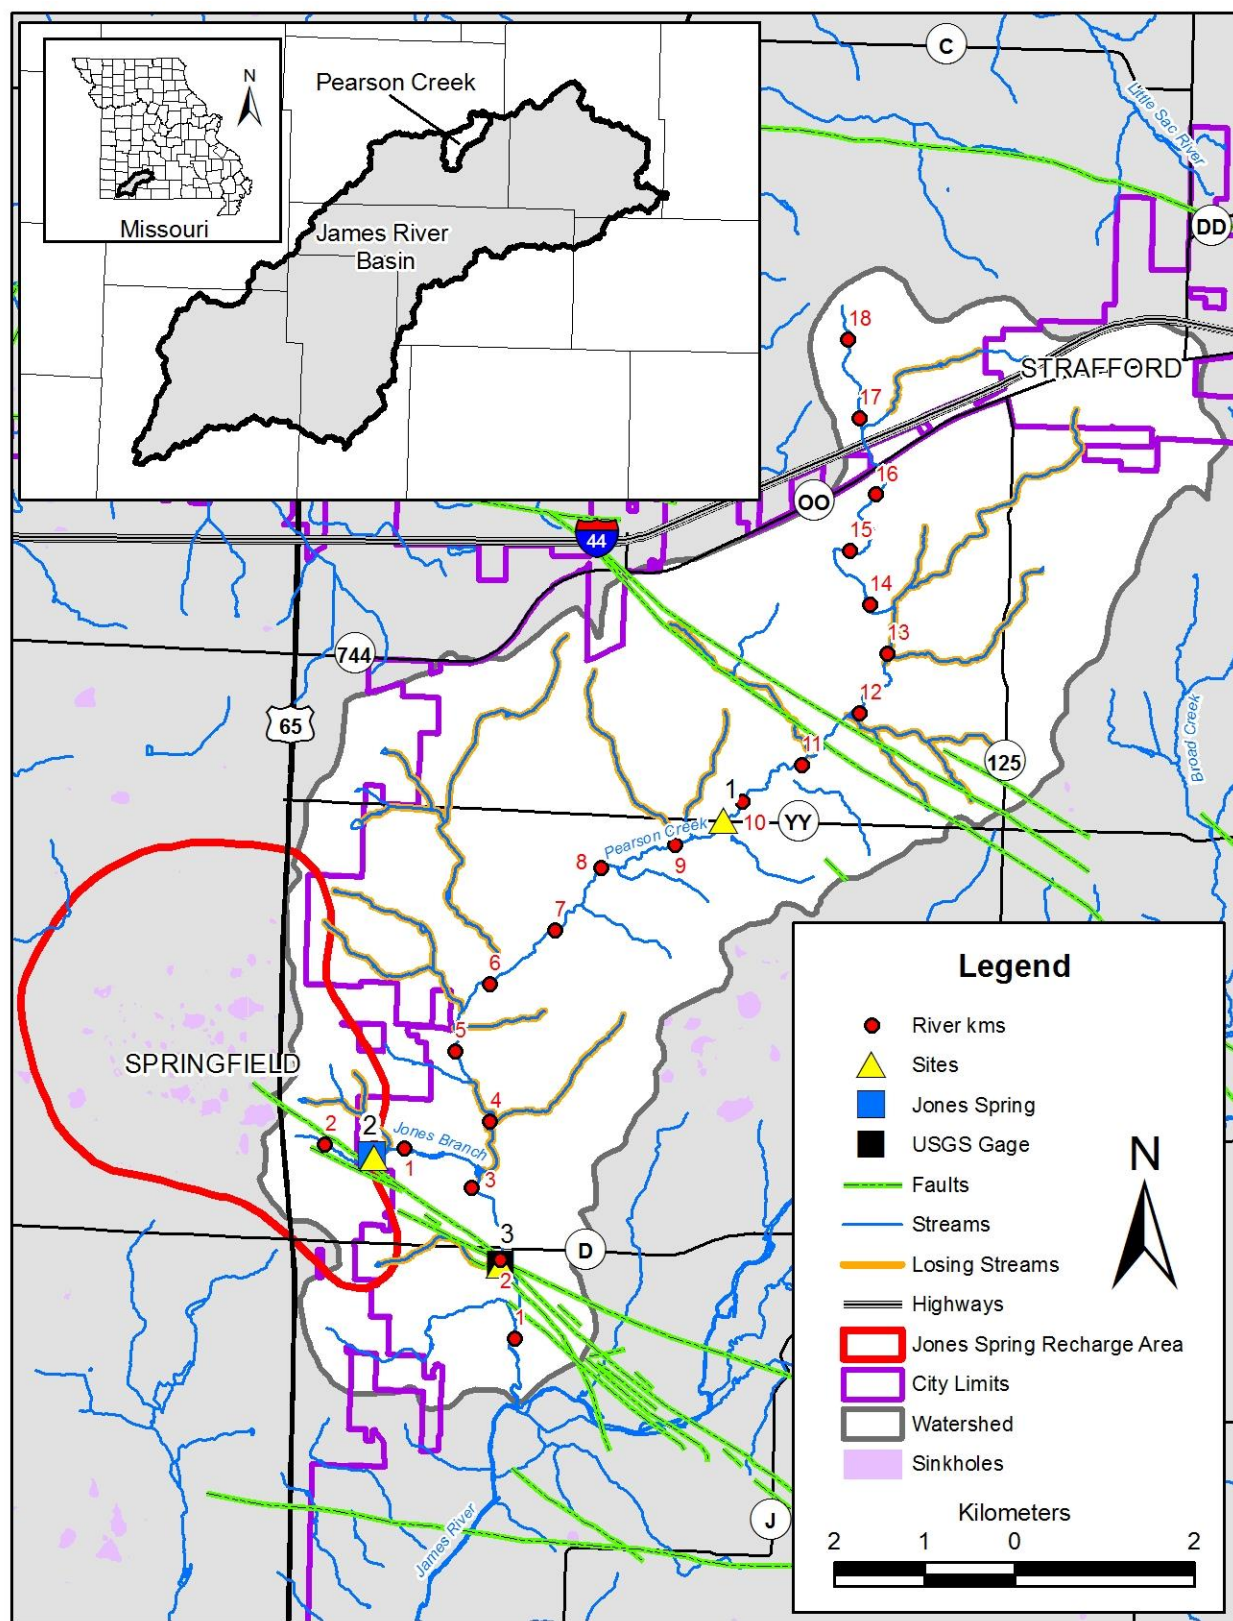 N
Missouri
Pearson Creek
James River
Basin
C
Little Sac River
DD
18
STRAFFORD
17
16
OO
15
44
14
13
744
12
65
11
125
Broad Creek
1
10
YY
Pearson Creek
9
8
7
6
5
SPRINGFIELD
4
2
2
Jones Branch
1
3
3
D
2
1
James River
J
Legend
River kms
Sites
Jones Spring
USGS Gage
Faults
Streams
Losing Streams
Highways
Jones Spring Recharge Area
City Limits
Watershed
Sinkholes
N
Kilometers
2 1 0 2